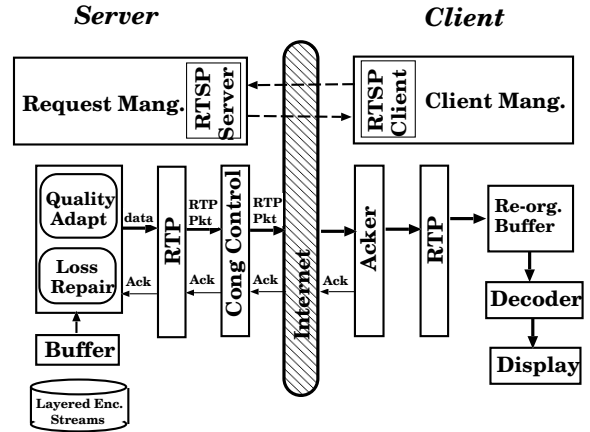 Server
Client
Request Mang.
RTSP
Server
RTSP
Client
Client Mang.
Quality
Adapt
Loss
Repair
data
Ack
RTP
RTP
Pkt
Ack
Cong Control
RTP
Pkt
Ack
Internet
Ack
Acker
RTP
Re-org.
Buffer
Decoder
Display
Buffer
Layered Enc.
Streams